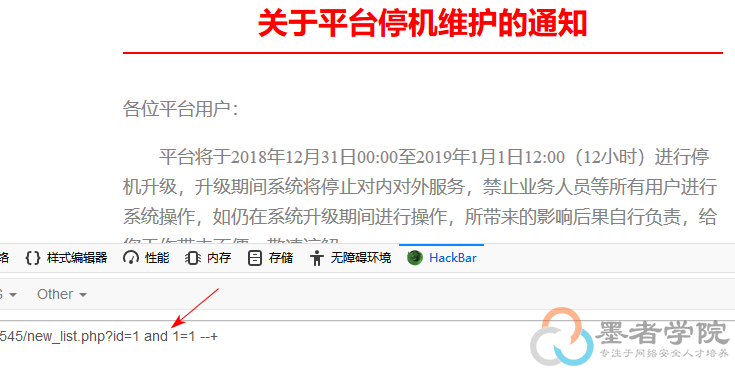 关于平台停机维护的通知
各位平台用户：
平台将于2018年12月31日00:00至2019年1月1日12:00（12小时）进行停
机升级，升级期间系统将停止对内对外服务，禁止业务人员等所有用户进行
系统操作，如仍在系统升级期间进行操作，所带来的影响后果自行负责，给
络 {} 样式编辑器 性能 内存 存储 无障碍环境 HackBar
S Other
545/new_list.php?id=1 and 1=1 --+
墨者学院
专注于网络安全人才培养